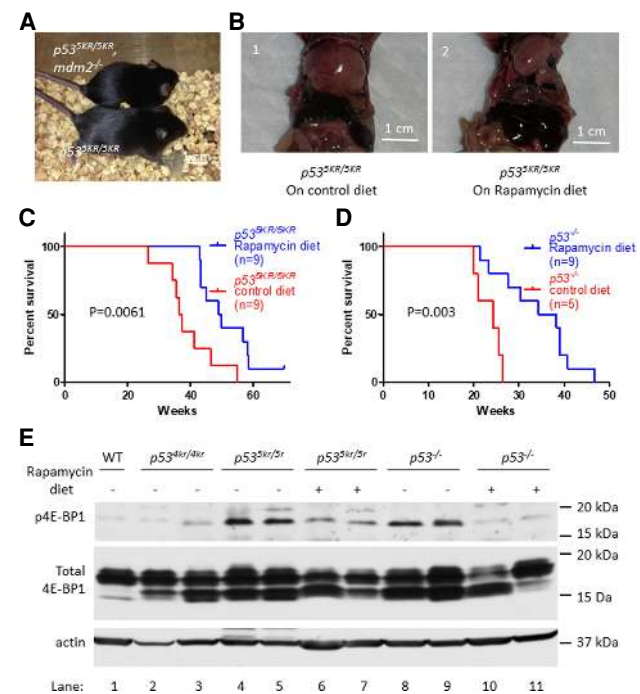 A
B
p53 5KR/5KR,
mdm2-/-
p53 5KR/5KR
1
2
1 cm
1 cm
p53 5KR/5KR
On control diet
p53 5KR/5KR
On Rapamycin diet
C
D
p53 5KR/5KR
Rapamycin diet
(n=9)
p53 5KR/5KR
control diet
(n=9)
P=0.0061
Percent survival
100
50
0
0 20 40 60
Weeks
p53-/-
Rapamycin diet
(n=9)
p53-/-
control diet
(n=5)
P=0.003
Percent survival
100
50
0
0 10 20 30 40 50
Weeks
E
WT p53 4kr/4kr p53 5kr/5r p53 5kr/5r p53-/- p53-/-
Rapamycin
diet - - - - - + + - - + +
p4E-BP1
20 kDa
15 kDa
Total
4E-BP1
20 kDa
15 Da
actin
37 kDa
Lane: 1 2 3 4 5 6 7 8 9 10 11